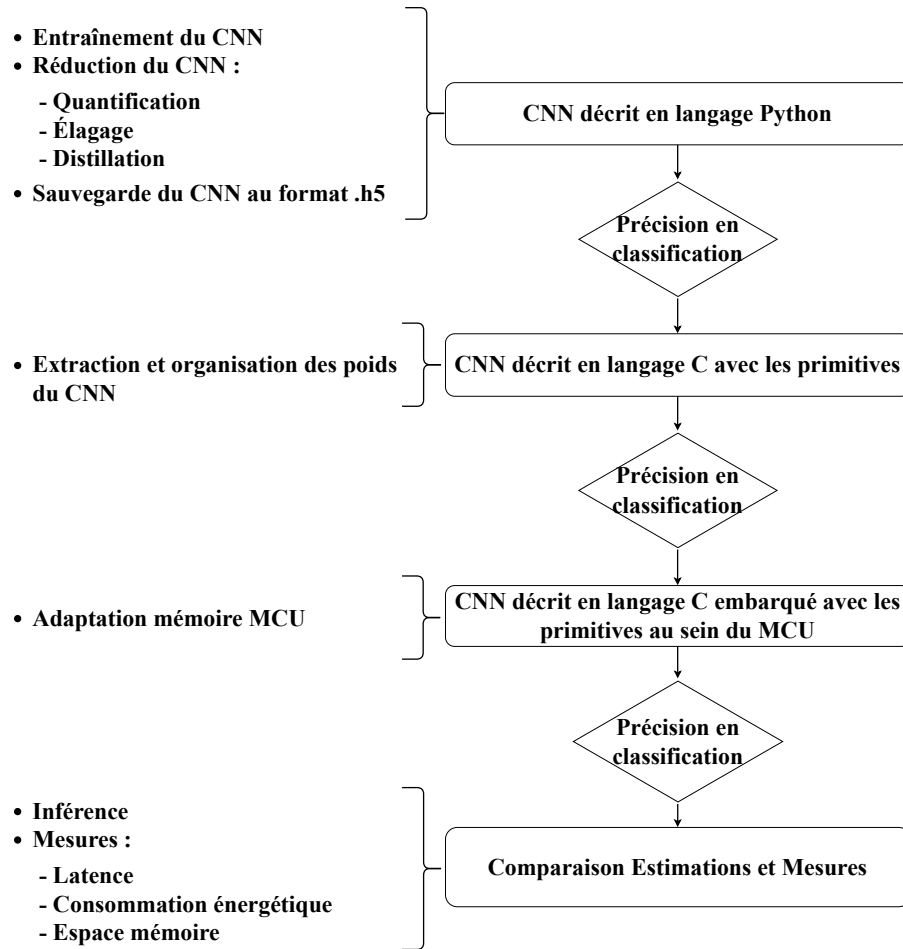 • Entraînement du CNN
• Réduction du CNN :
- Quantification
- Élagage
- Distillation
• Sauvegarde du CNN au format .h5
CNN décrit en langage Python
Précision en
classification
• Extraction et organisation des poids
du CNN
CNN décrit en langage C avec les primitives
Précision en
classification
• Adaptation mémoire MCU
CNN décrit en langage C embarqué avec les
primitives au sein du MCU
Précision en
classification
• Inférence
• Mesures :
- Latence
- Consommation énergétique
- Espace mémoire
Comparaison Estimations et Mesures